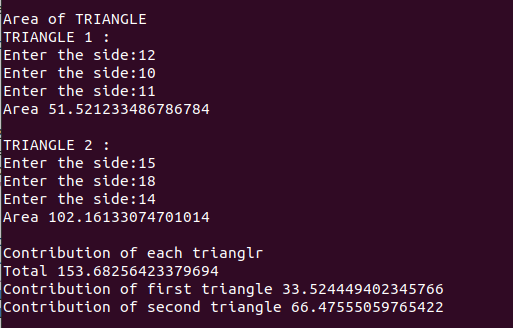 Area of TRIANGLE
TRIANGLE 1 :
Enter the side:12
Enter the side:10
Enter the side:11
Area 51.521233486786784
TRIANGLE 2 :
Enter the side:15
Enter the side:18
Enter the side:14
Area 102.16133074701014
Contribution of each trianglr
Total 153.68256423379694
Contribution of first triangle 33.524449402345766
Contribution of second triangle 66.47555059765422